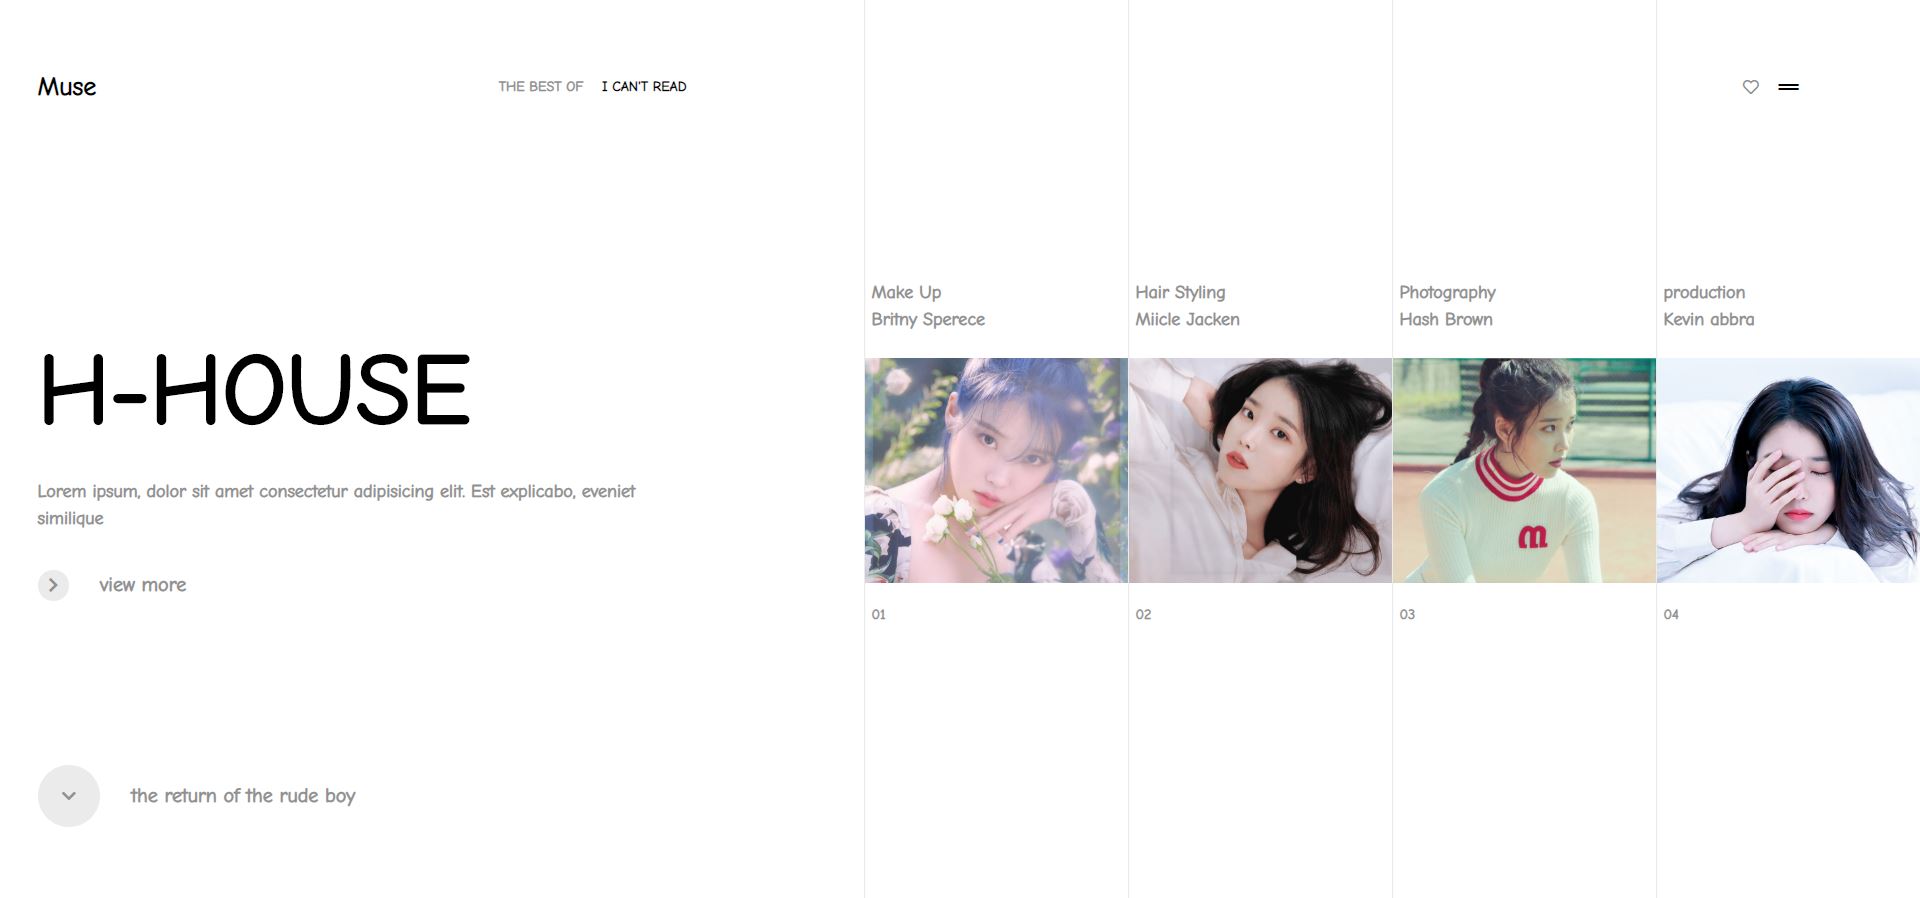 Muse
THE BEST OF I CAN'T READ
H-HOUSE
Lorem ipsum, dolor sit amet consectetur adipisicing elit. Est explicabo, eveniet
similique
view more
the return of the rude boy
Make Up
Britny Sperece
01
Hair Styling
Miicle Jacken
02
Photography
Hash Brown
m
03
production
Kevin abbra
04